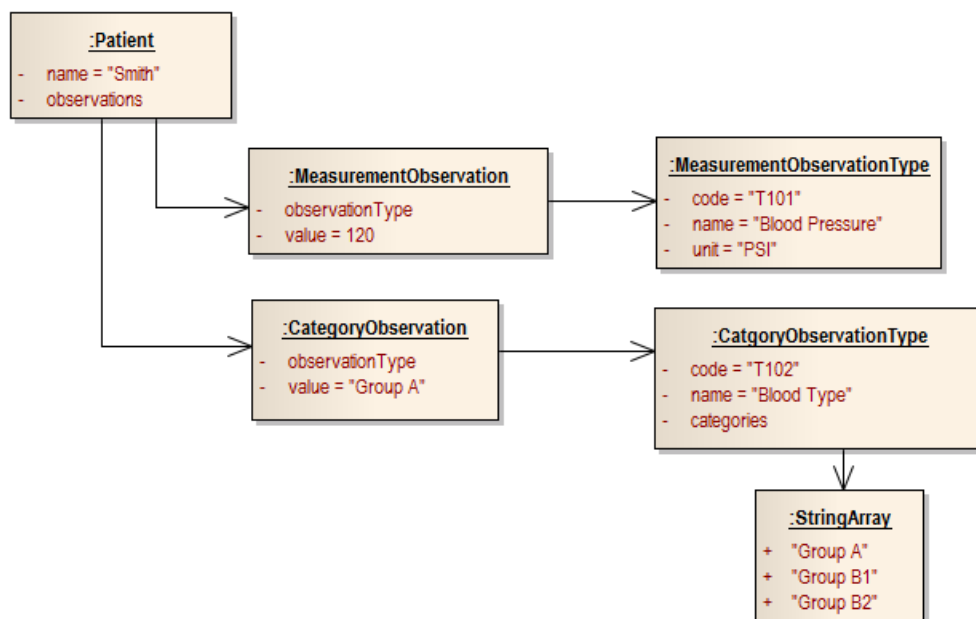 :Patient
- name = "Smith"
- observations
:MeasurementObservation
- observationType
- value = 120
:MeasurementObservationType
- code = "T101"
- name = "Blood Pressure"
- unit = "PSI"
:CategoryObservation
- observationType
- value = "Group A"
:CatgoryObservationType
- code = "T102"
- name = "Blood Type"
- categories
:StringArray
+ "Group A"
+ "Group B1"
+ "Group B2"